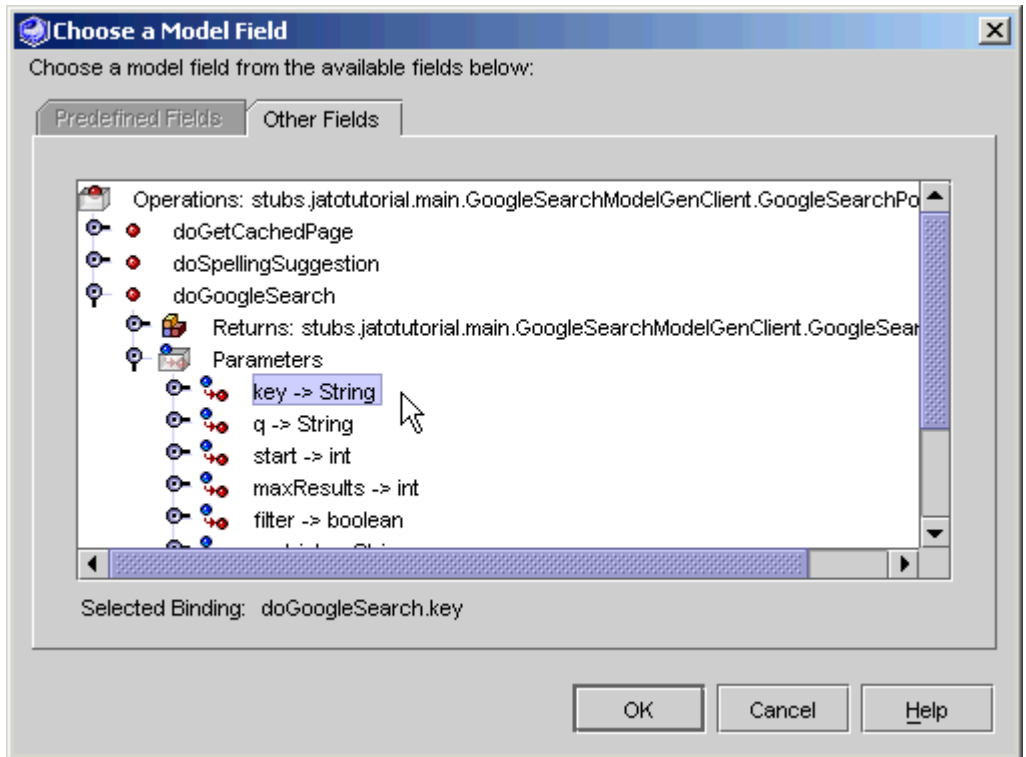 Choose a Model Field
Choose a model field from the available fields below:
Predefined Fields Other Fields
Operations: stubs.jatotutorial.main.GoogleSearchModelGenClient.GoogleSearchPo
doGetCachedPage
doSpellingSuggestion
doGoogleSearch
Returns: stubs.jatotutorial.main.GoogleSearchModelGenClient.GoogleSear
Parameters
key -> String
q -> String
start -> int
maxResults -> int
filter -> boolean
Selected Binding: doGoogleSearch.key
OK Cancel Help